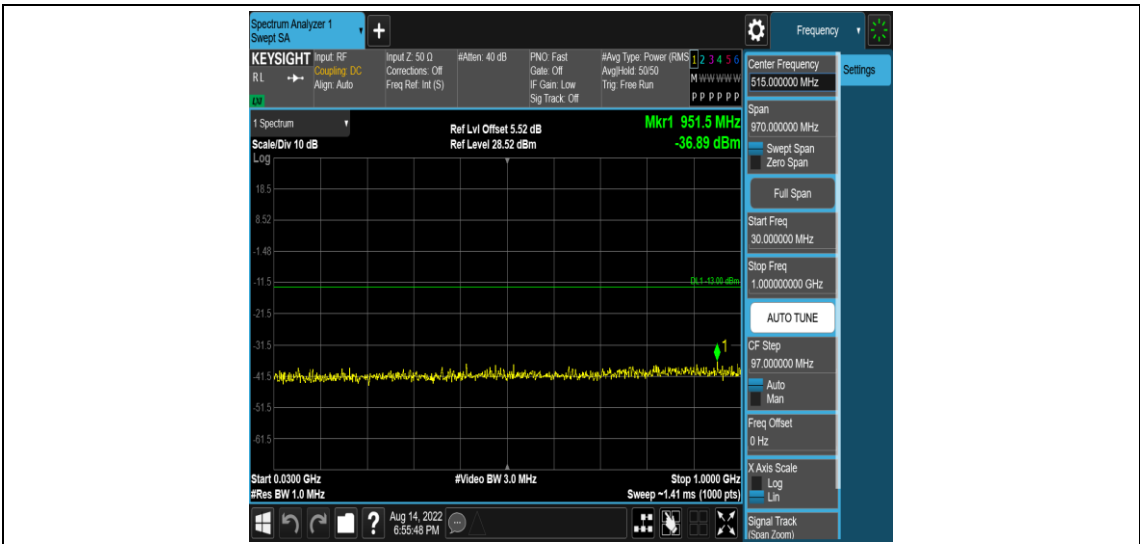 Spectrum Analyzer 1
Swept SA
+
Frequency
KEYSIGHT
RL
LXI
Input: RF
Coupling: DC
Align: Auto
Input Z: 50 Ω
Corrections: Off
Freq Ref: Int (S)
#Atten: 40 dB
PNO: Fast
Gate: Off
IF Gain: Low
Sig Track: Off
#Avg Type: Power (RMS
Avg|Hold: 50/50
Trig: Free Run
1 2 3 4 5 6
M W W W W W
P P P P P P
Center Frequency
515.000000 MHz
Settings
1 Spectrum
Ref Lvl Offset 5.52 dB
Mkr1 951.5 MHz
Scale/Div 10 dB
Ref Level 28.52 dBm
-36.89 dBm
Log
18.5
8.52
-1.48
-11.5
DL1 -13.00 dBm
-21.5
-31.5
1
-41.5
-51.5
-61.5
Start 0.0300 GHz
#Video BW 3.0 MHz
Stop 1.0000 GHz
#Res BW 1.0 MHz
Sweep ~1.41 ms (1000 pts)
Span
970.000000 MHz
Swept Span
Zero Span
Full Span
Start Freq
30.000000 MHz
Stop Freq
1.000000000 GHz
AUTO TUNE
CF Step
97.000000 MHz
Auto
Man
Freq Offset
0 Hz
X Axis Scale
Log
Lin
Signal Track
(Span Zoom)
?
Aug 14, 2022
6:55:48 PM